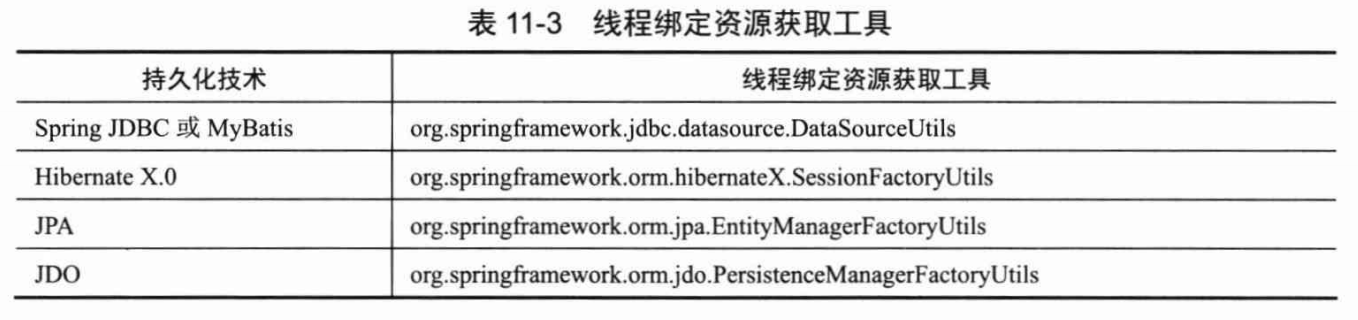 表 11-3 线程绑定资源获取工具
持久化技术 线程绑定资源获取工具
Spring JDBC 或 MyBatis org.springframework.jdbc.datasource.DataSourceUtils
Hibernate X.0 org.springframework.orm.hibernateX.SessionFactoryUtils
JPA org.springframework.orm.jpa.EntityManagerFactoryUtils
JDO org.springframework.orm.jdo.PersistenceManagerFactoryUtils